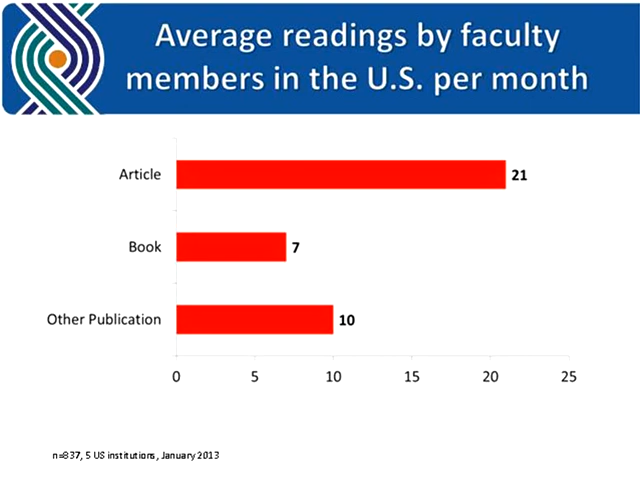 Average readings by faculty
members in the U.S. per month
Article
21
Book
7
Other Publication
10
0 5 10 15 20 25
n=837, 5 US institutions, January 2013